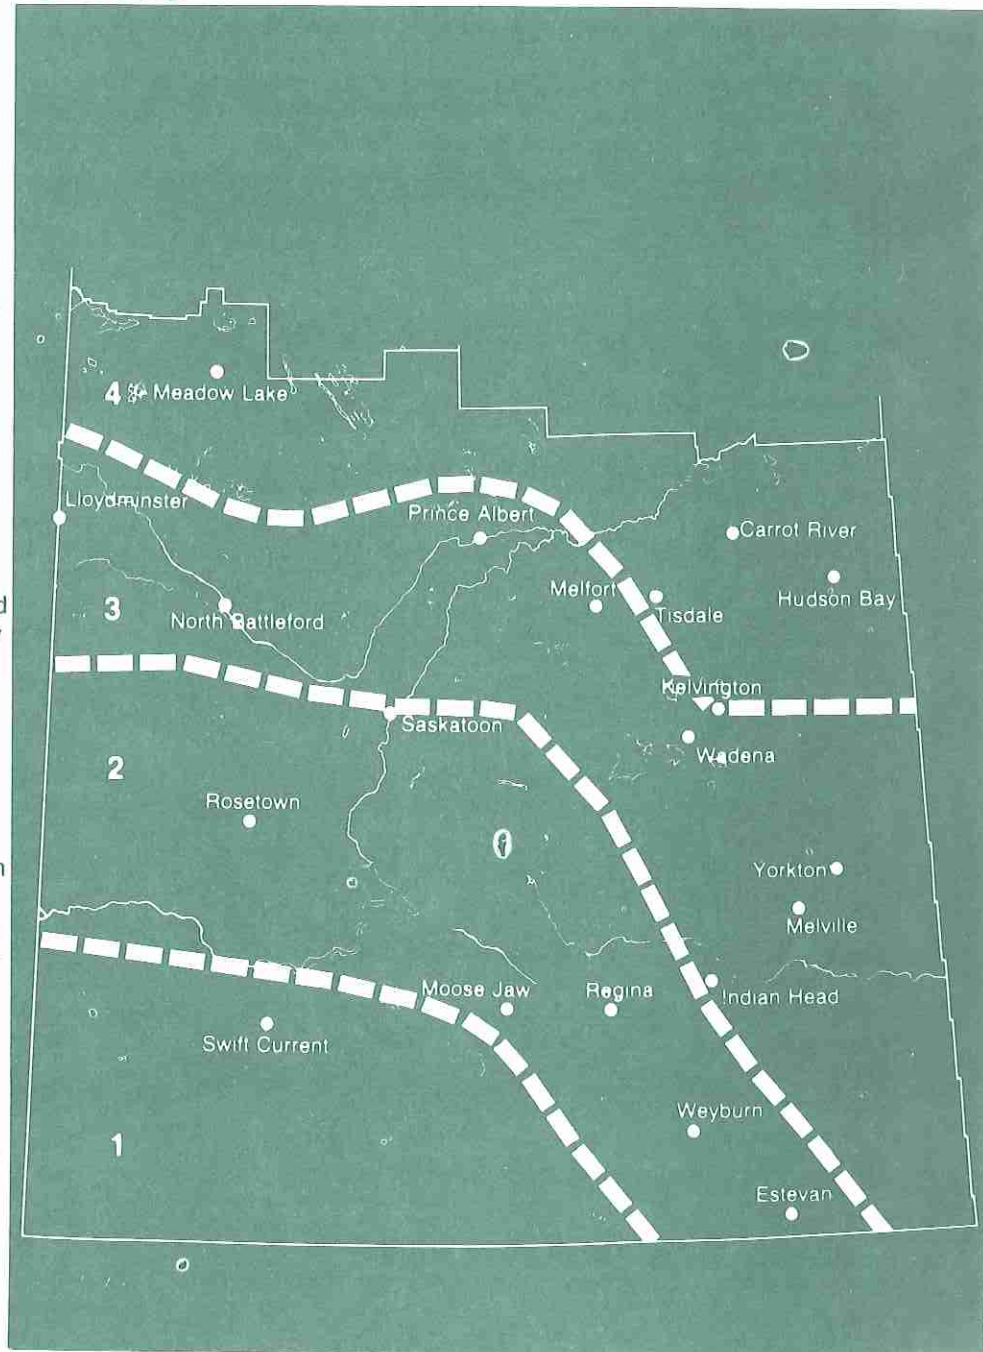 4 Meadow Lake
Lloydminster
Prince Albert
Carrot River
Melfort
Hudson Bay
3
Tisdale
North Battleford
Kelvington
Saskatoon
Wadena
2
Rosetown
Yorkton
Melville
Moose Jaw
Regina
Indian Head
Swift Current
Weyburn
1
Estevan